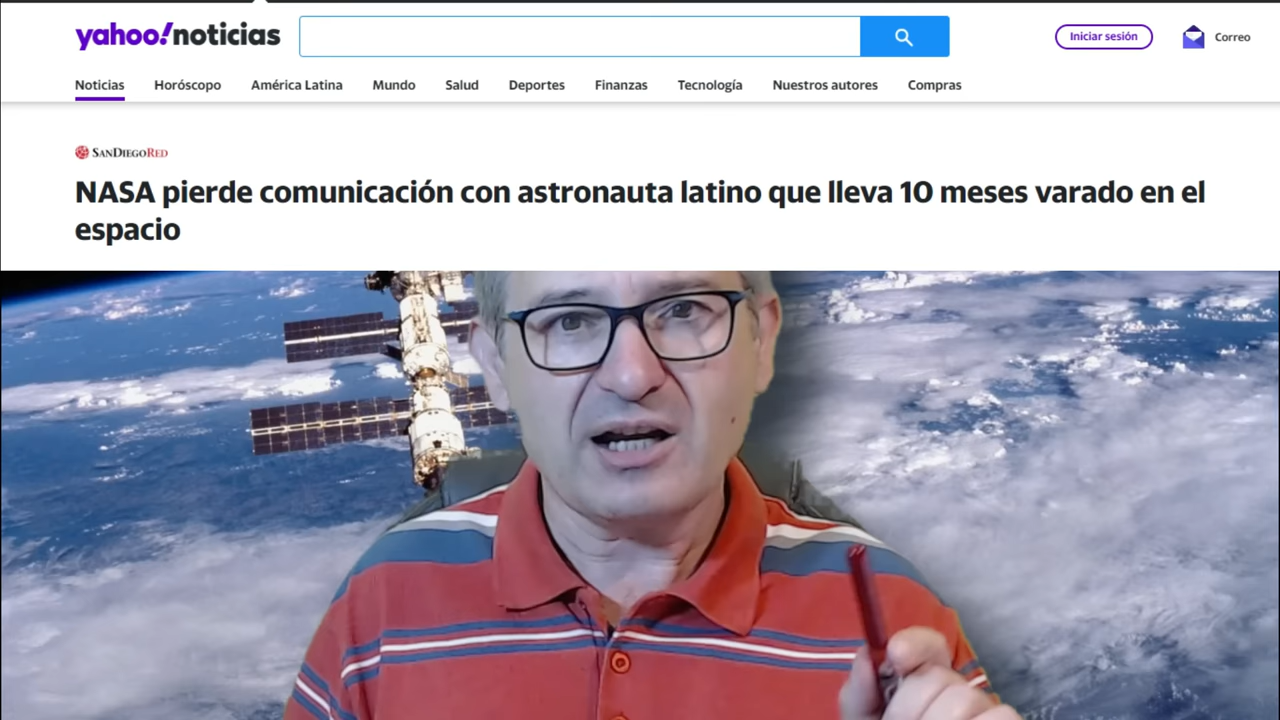 yahoo!noticias
Iniciar sesión
Correo
Noticias Horóscopo América Latina Mundo Salud Deportes Finanzas Tecnología Nuestros autores Compras
SANDIEGORED
NASA pierde comunicación con astronauta latino que lleva 10 meses varado en el
espacio